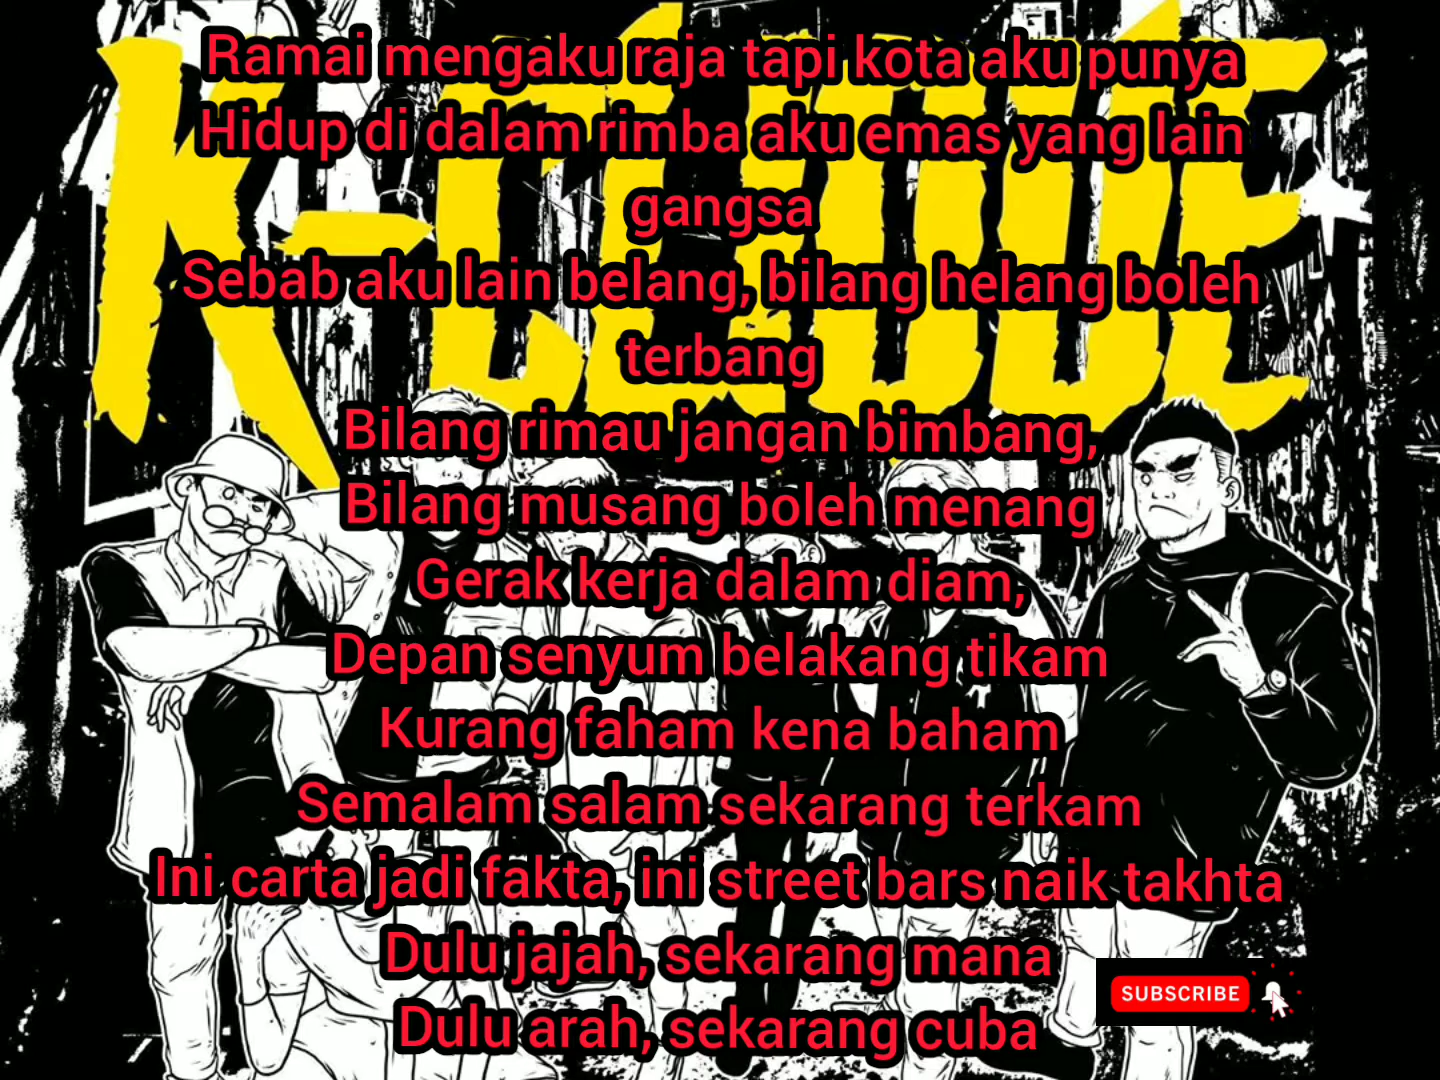 Ramai mengaku raja tapi kota aku punya
Hidup di dalam rimba aku emas yang lain
gangsa
Sebab aku lain belang, bilang helang boleh
terbang
Bilang rimau jangan bimbang,
Bilang musang boleh menang
Gerak kerja dalam diam,
Depan senyum belakang tikam
Kurang faham kena baham
Semalam salam sekarang terkam
Ini carta jadi fakta, ini street bars naik takhta
Dulu jajah, sekarang mana
Dulu arah, sekarang cuba
SUBSCRIBE